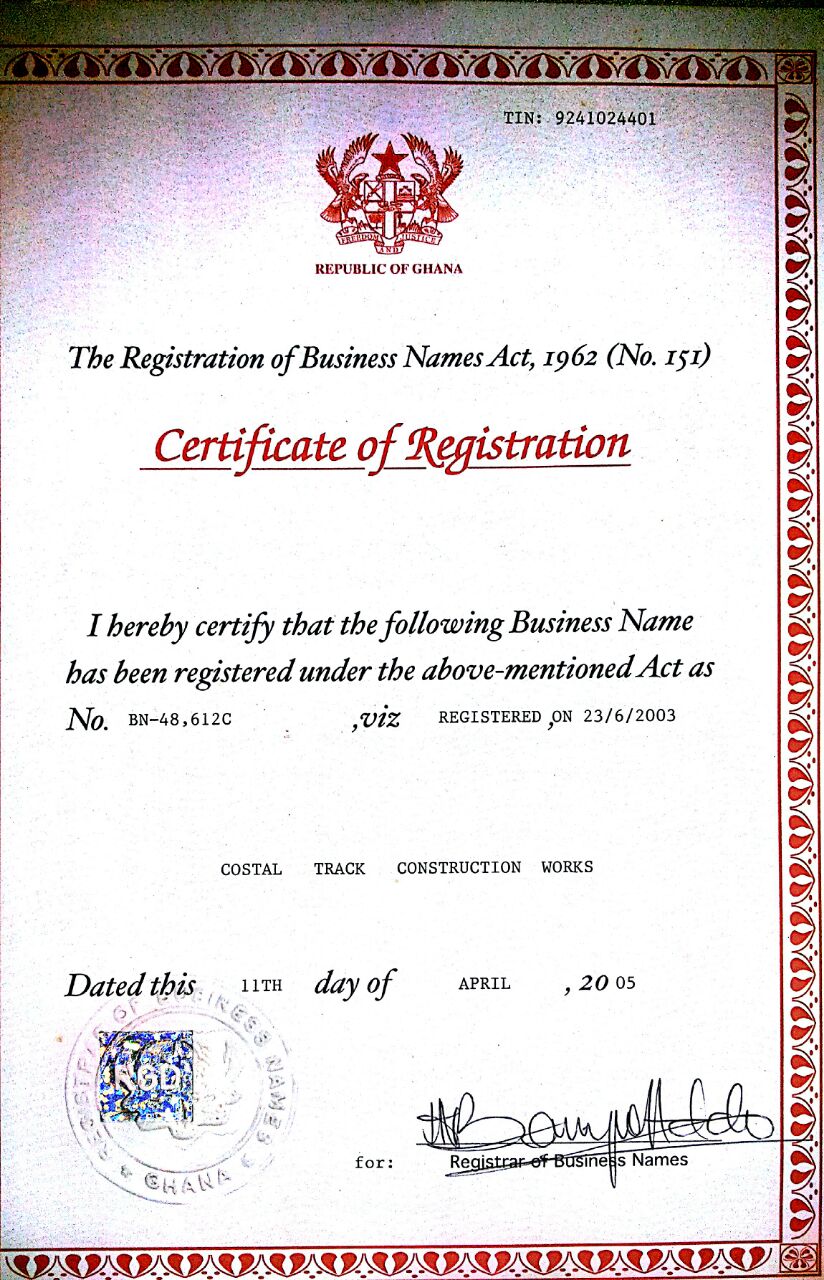 TIN: 9241024401
FREEDOM AND JUSTICE
REPUBLIC OF GHANA
The Registration of Business Names Act, 1962 (No. 151)
Certificate of Registration
I hereby certify that the following Business Name
has been registered under the above-mentioned Act as
No. BN-48,612C ,viz REGISTERED ,ON 23/6/2003
COSTAL TRACK CONSTRUCTION WORKS
Dated this 11TH day of APRIL , 20 05
REGISTRAR OF BUSINESS NAMES
GHANA
RGD
for: Registrar of Business Names